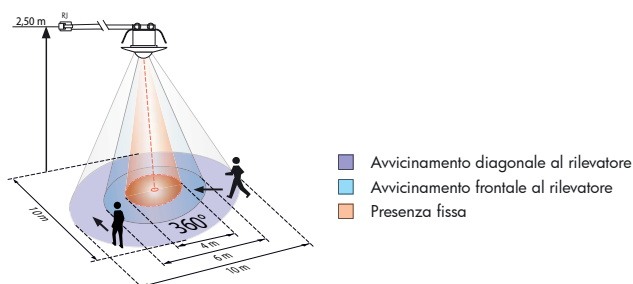 RJ
2,50 m
10 m
360°
4 m
6 m
10 m
Avvicinamento diagonale al rilevatore
Avvicinamento frontale al rilevatore
Presenza fissa